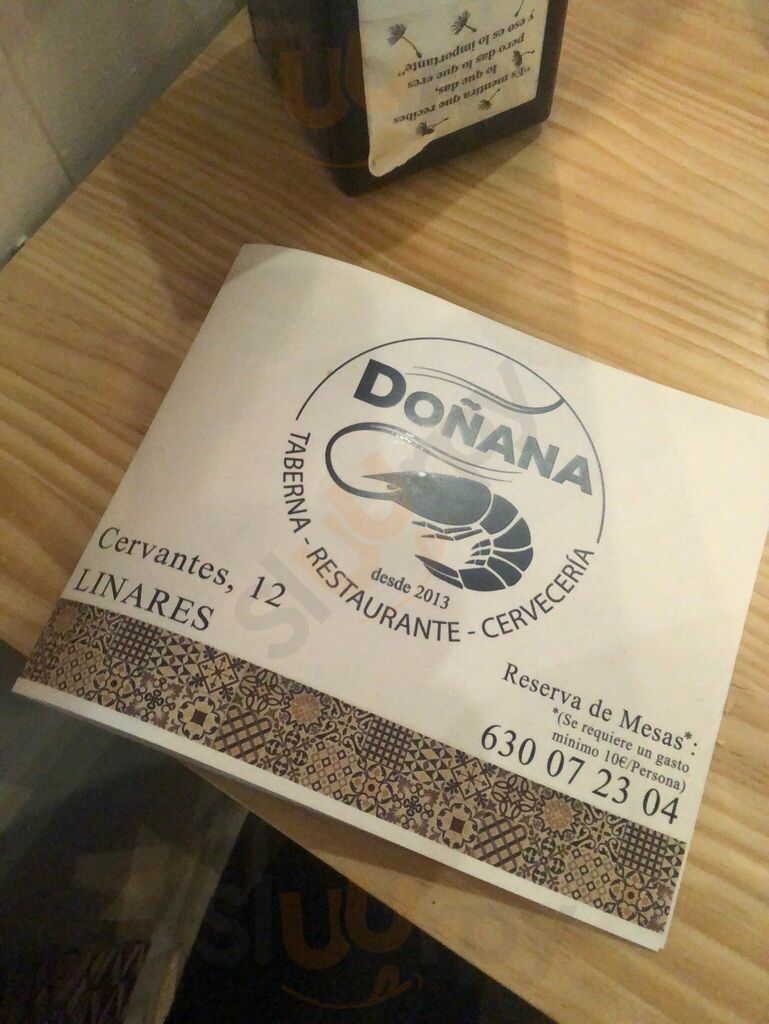 "Es mentira que recibes
lo que das,
pero das lo que eres
y eso es lo importante"
DOÑANA
desde 2013
TABERNA - RESTAURANTE - CERVECERÍA
Cervantes, 12
LINARES
Reserva de Mesas*:
*(Se requiere un gasto
mínimo 10€/Persona)
630 07 23 04
sluurpy
sluurpy